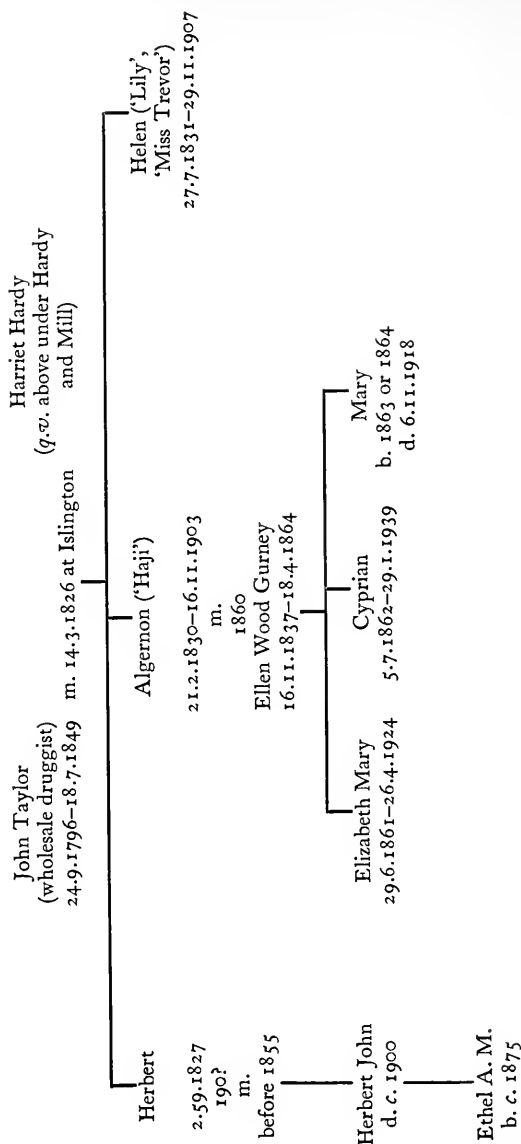 John Taylor
(wholesale druggist)
24.9.1796–18.7.1849
m. 14.3.1826 at Islington
Harriet Hardy
(q.v. above under Hardy
and Mill)
Herbert
2.59.1827
190?
m.
before 1855
Herbert John
d. c. 1900
Ethel A. M.
b. c. 1875
Algernon (‘Haji’)
21.2.1830–16.11.1903
m.
1860
Ellen Wood Gurney
16.11.1837–18.4.1864
Elizabeth Mary
29.6.1861–26.4.1924
Cyprian
5.7.1862–29.1.1939
Mary
b. 1863 or 1864
d. 6.11.1918
Helen (‘Lily’,
‘Miss Trevor’)
27.7.1831–29.11.1907